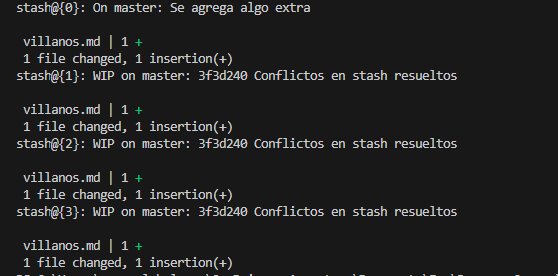 stash@{0}: On master: Se agrega algo extra
villanos.md | 1 +
1 file changed, 1 insertion(+)
stash@{1}: WIP on master: 3f3d240 Conflictos en stash resueltos
villanos.md | 1 +
1 file changed, 1 insertion(+)
stash@{2}: WIP on master: 3f3d240 Conflictos en stash resueltos
villanos.md | 1 +
1 file changed, 1 insertion(+)
stash@{3}: WIP on master: 3f3d240 Conflictos en stash resueltos
villanos.md | 1 +
1 file changed, 1 insertion(+)